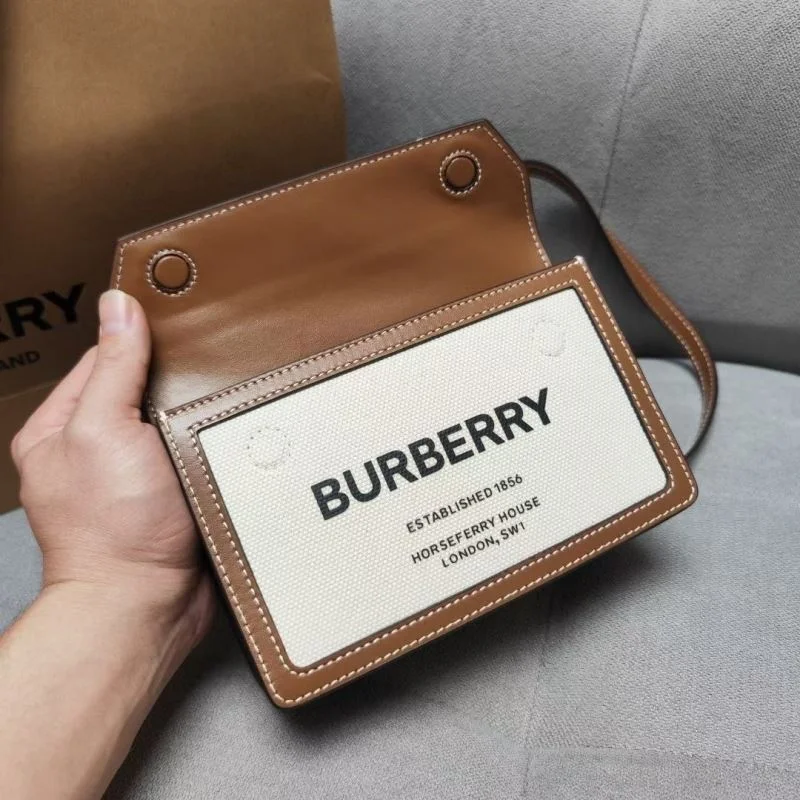 RRY
AND
BURBERRY
ESTABLISHED 1856
HORSEFERRY HOUSE
LONDON, SW1